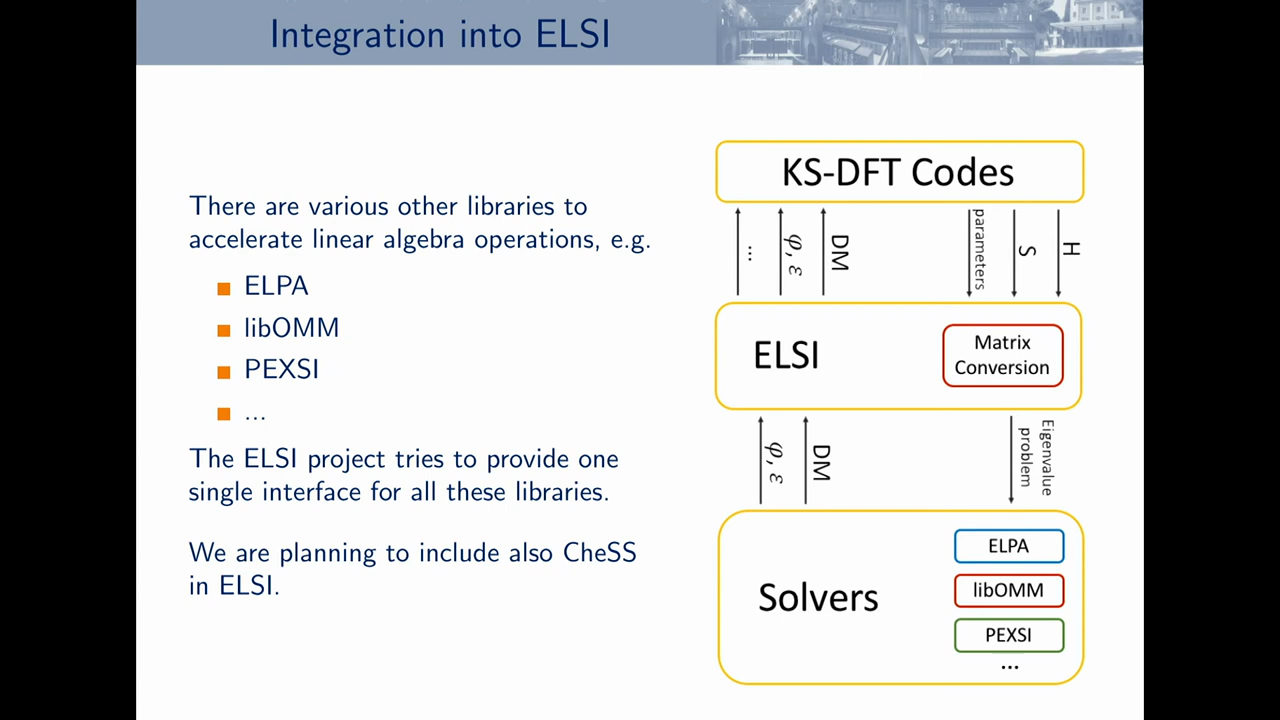 Integration into ELSI
There are various other libraries to
accelerate linear algebra operations, e.g.
ELPA
libOMM
PEXSI
...
The ELSI project tries to provide one
single interface for all these libraries.
We are planning to include also CheSS
in ELSI.
KS-DFT Codes
...
φ, ε
DM
parameters
S
H
ELSI
Matrix
Conversion
φ, ε
DM
Eigenvalue
problem
Solvers
ELPA
libOMM
PEXSI
...